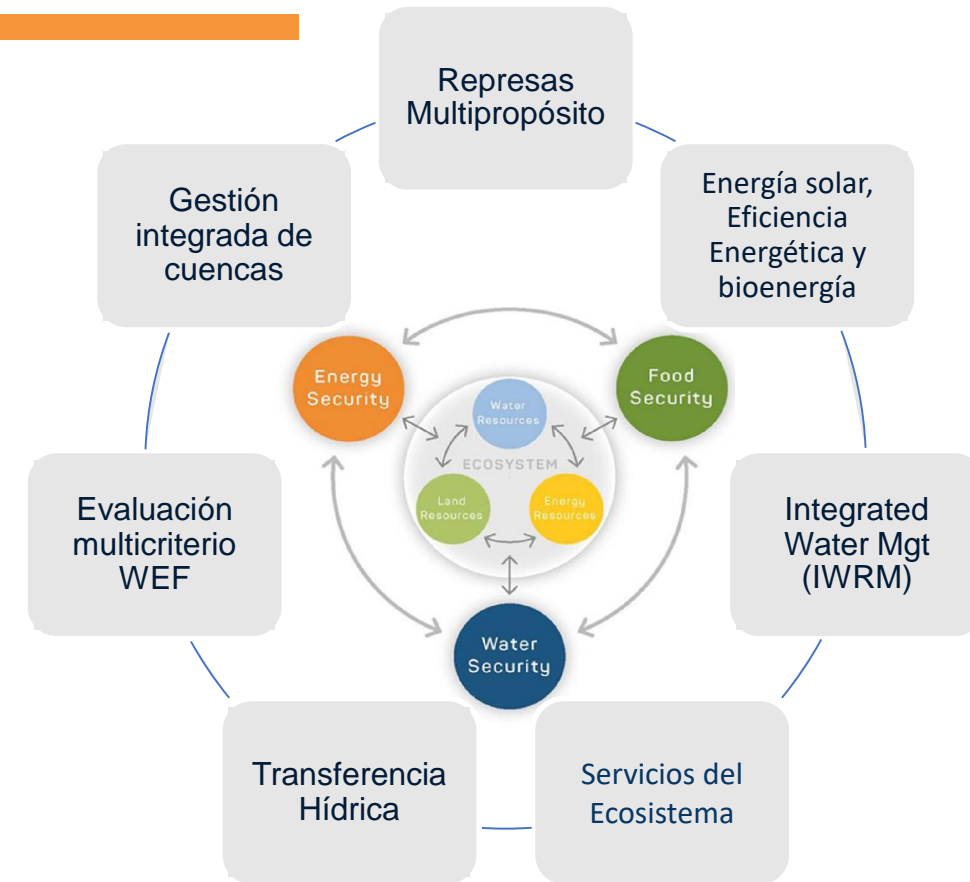 Represas
Multipropósito
Energía solar,
Eficiencia
Energética y
bioenergía
Integrated
Water Mgt
(IWRM)
Servicios del
Ecosistema
Transferencia
Hídrica
Evaluación
multicriterio
WEF
Gestión
integrada de
cuencas
Energy
Security
Food
Security
Water
Security
Water
Resources
ECOSYSTEM
Land
Resources
Energy
Resources